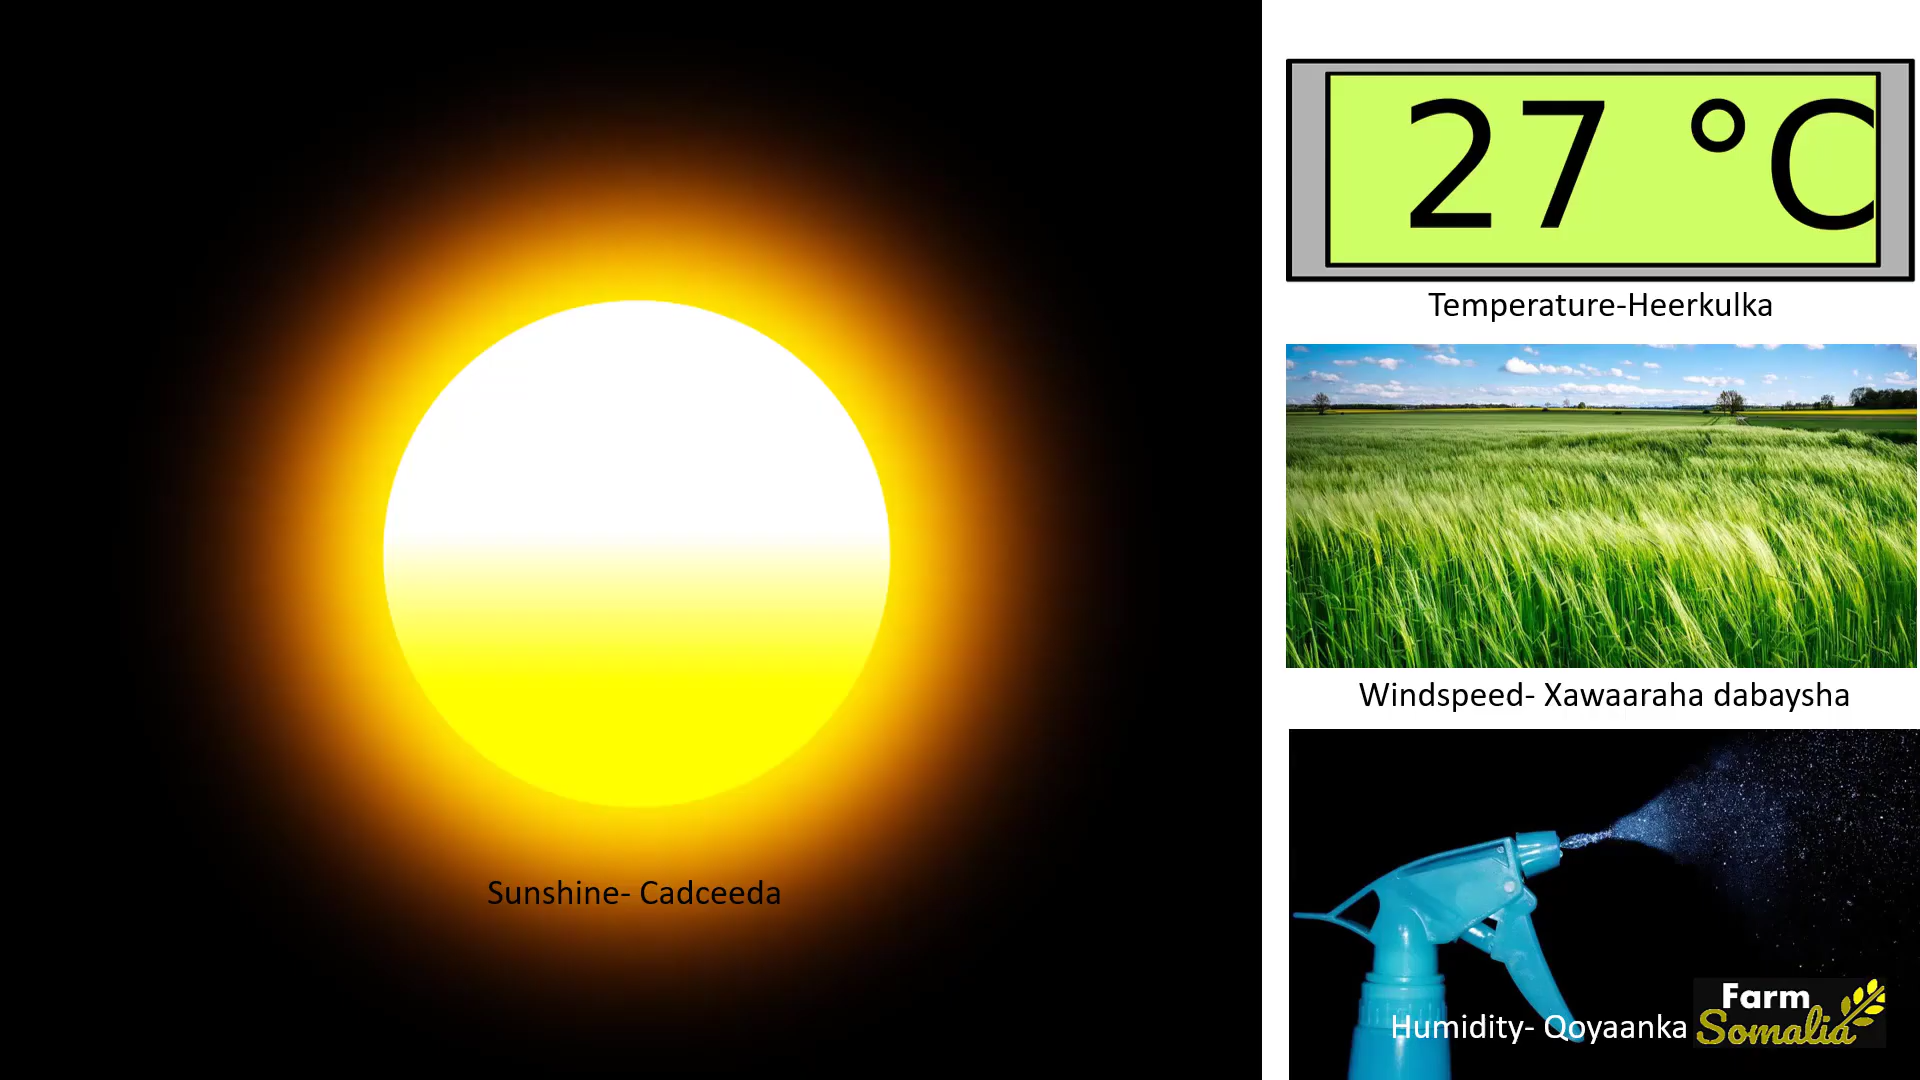 Sunshine- Cadceeda
27 °C
Temperature-Heerkulka
Windspeed- Xawaaraha dabaysha
Humidity- Qoyaanka
Farm
Somalia